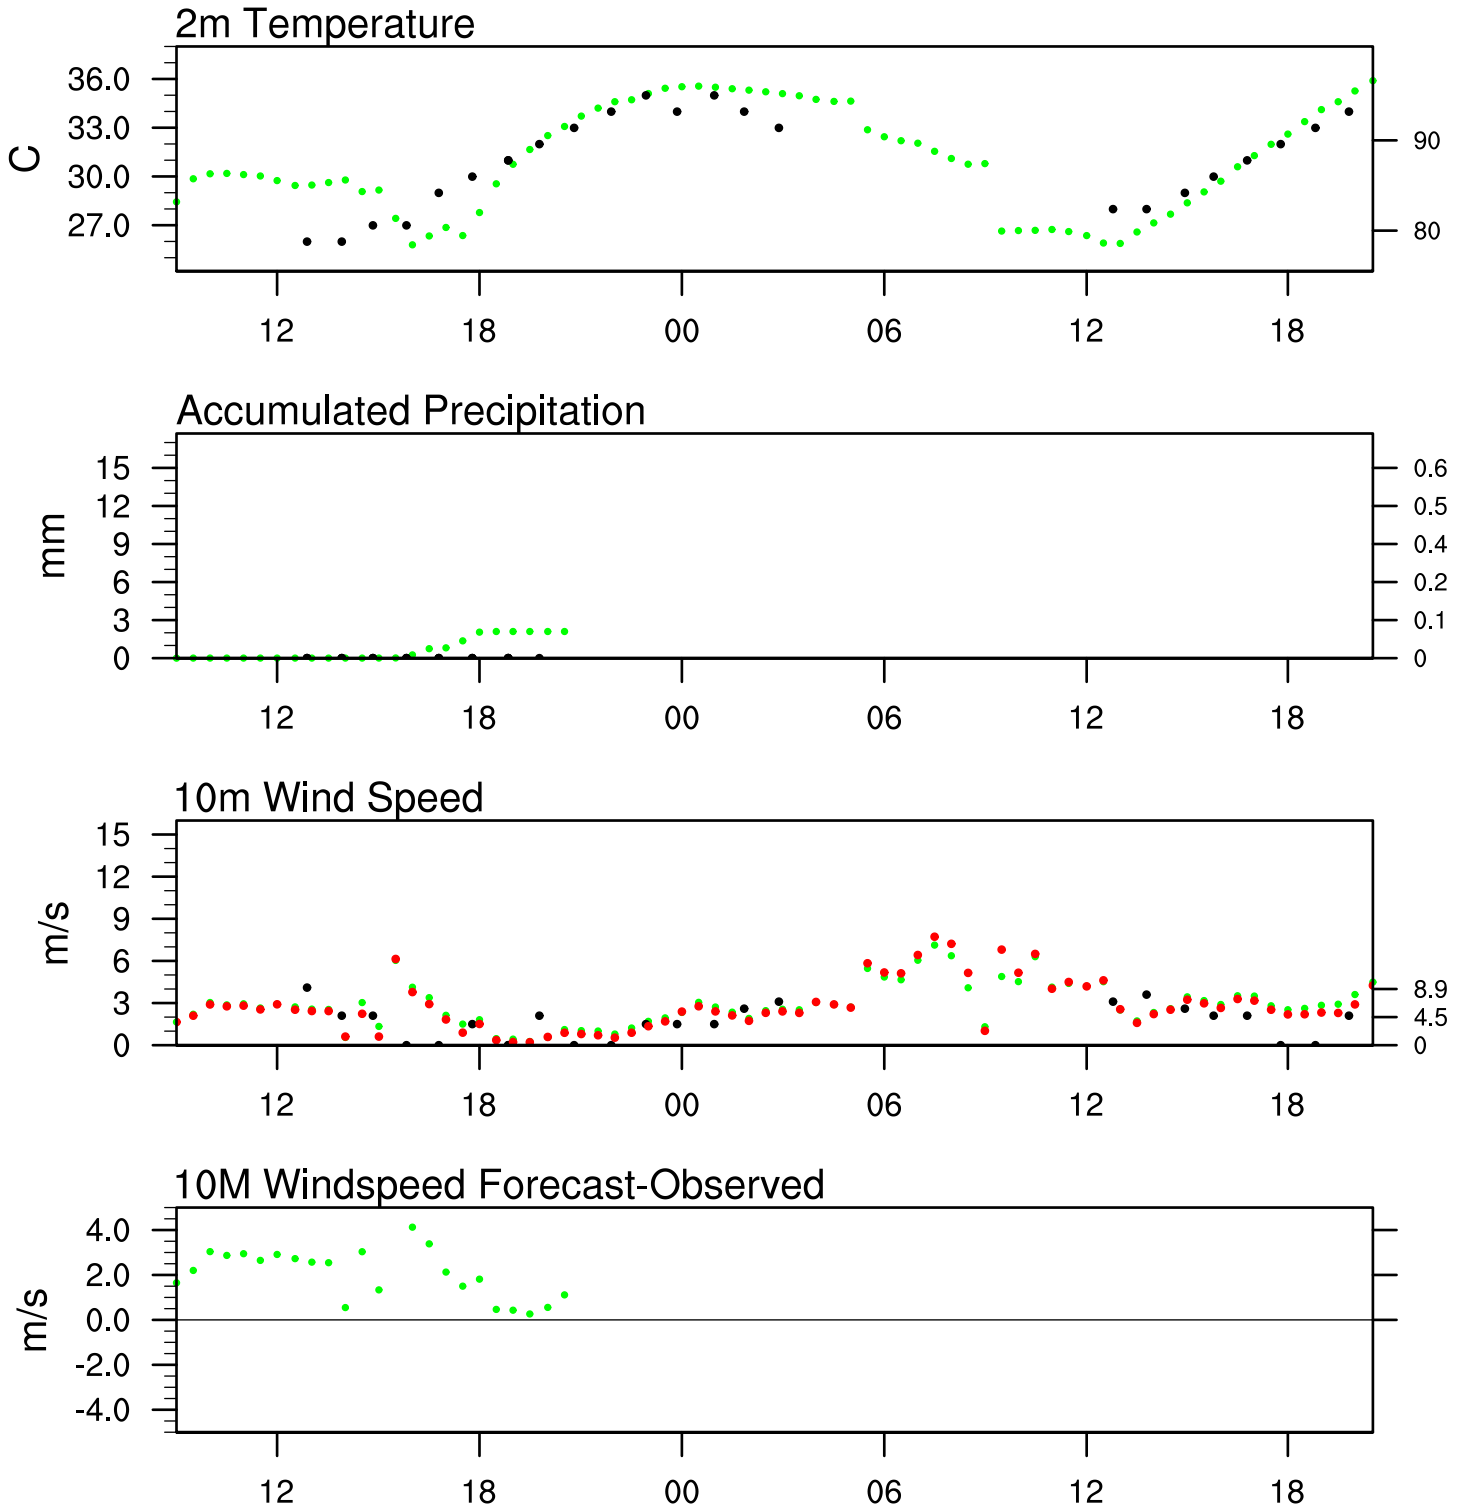 2m Temperature
36.0
33.0
30.0
27.0
C
90
80
12 18 00 06 12 18
Accumulated Precipitation
15
12
9
6
3
0
mm
0.6
0.5
0.4
0.2
0.1
0
12 18 00 06 12 18
10m Wind Speed
15
12
9
6
3
0
m/s
8.9
4.5
0
12 18 00 06 12 18
10M Windspeed Forecast-Observed
4.0
2.0
0.0
-2.0
-4.0
m/s
12 18 00 06 12 18